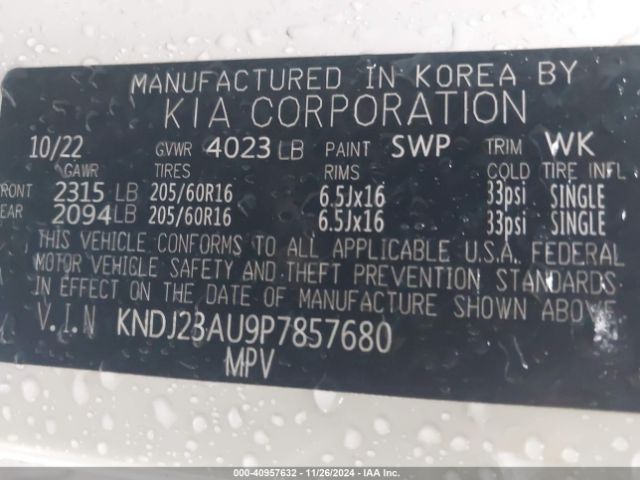 MANUFACTURED IN KOREA BY
KIA CORPORATION
10/22 GVWR 4023 LB PAINT SWP TRIM WK
GAWR TIRES RIMS COLD TIRE INFL
2315 LB 205/60R16 6.5Jx16 33psi SINGLE
2094 LB 205/60R16 6.5Jx16 33psi SINGLE
THIS VEHICLE CONFORMS TO ALL APPLICABLE U.S.A. FEDERAL
MOTOR VEHICLE SAFETY AND THEFT PREVENTION STANDARDS
IN EFFECT ON THE DATE OF MANUFACTURE SHOWN ABOVE
V.I.N KNDJ23AU9P7857680
MPV
000-40957632 | 11/26/2024 - IAAI.COM